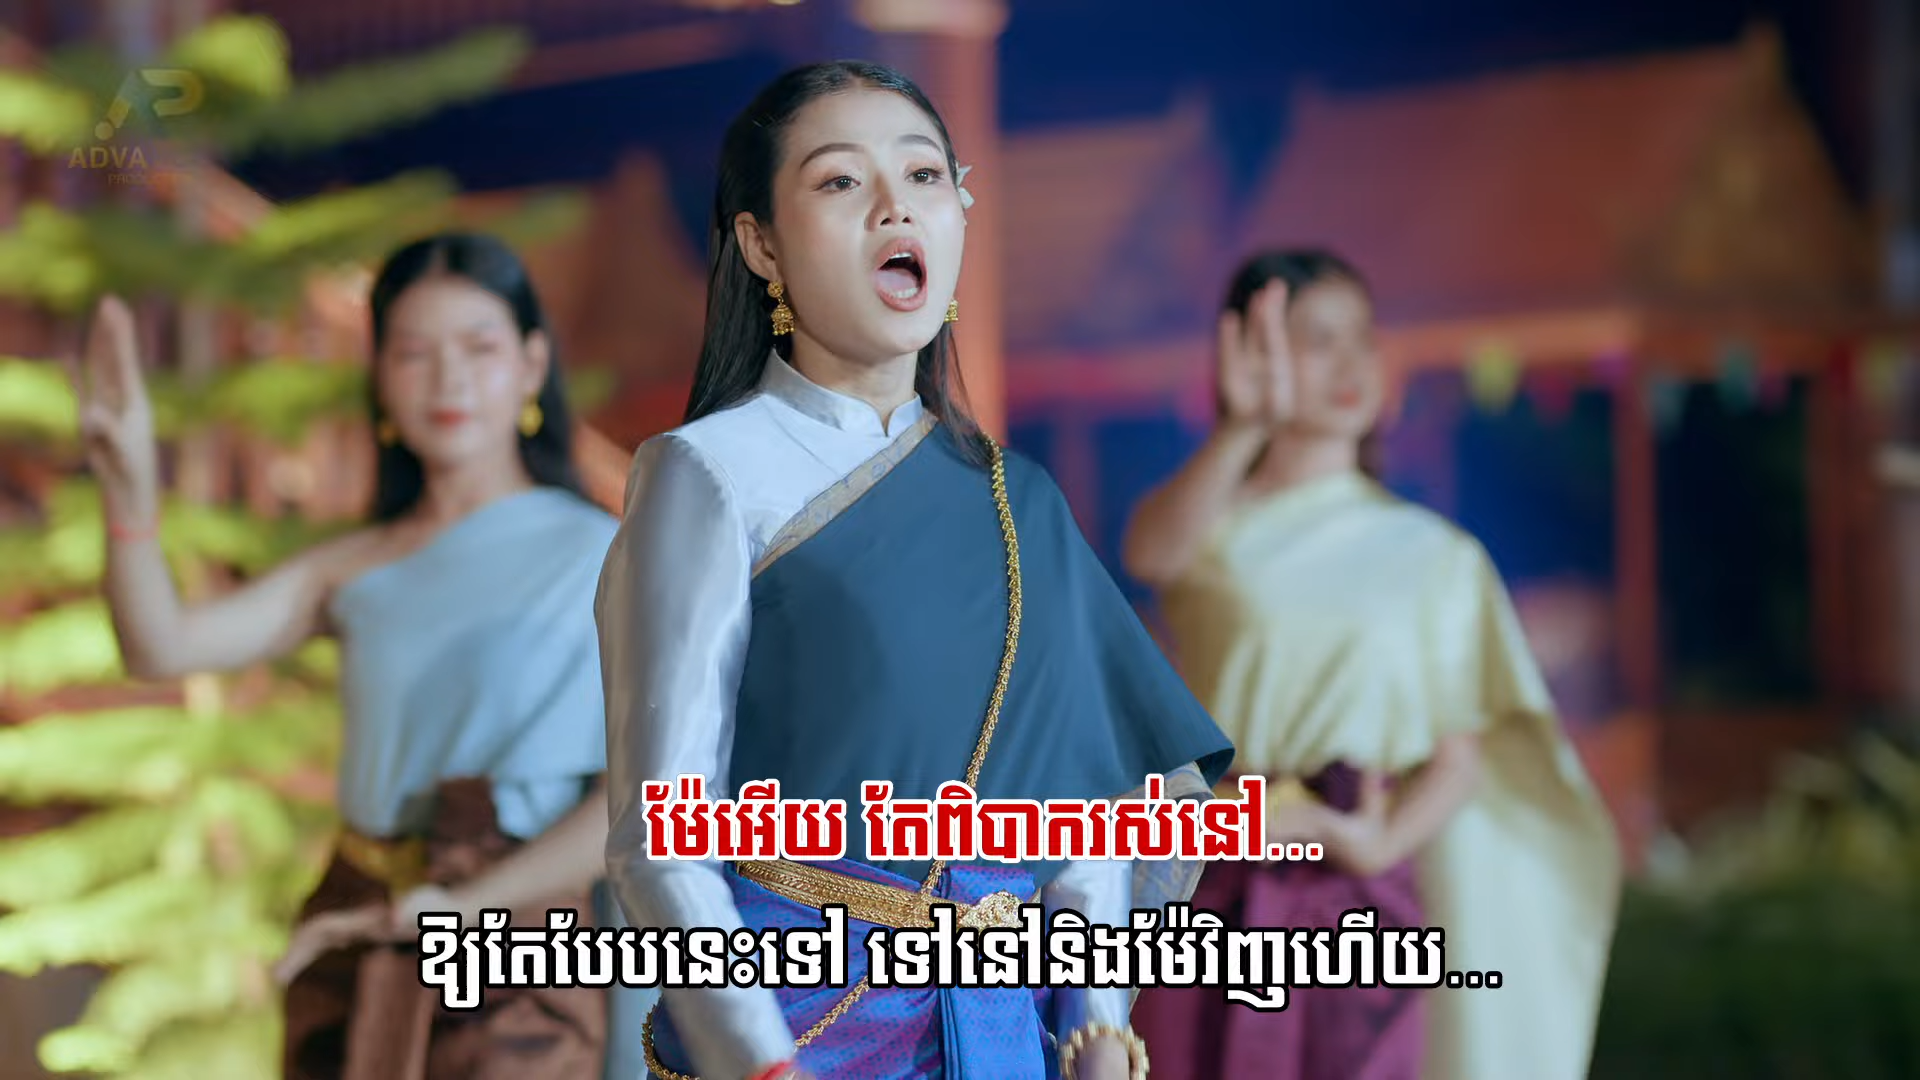 ADVA
PRODUCTION
ម៉ែអើយ តែពិបាករស់នៅ...
ឱ្យតែបែបនេះទៅ ទៅនៅនិងម៉ែវិញហើយ...